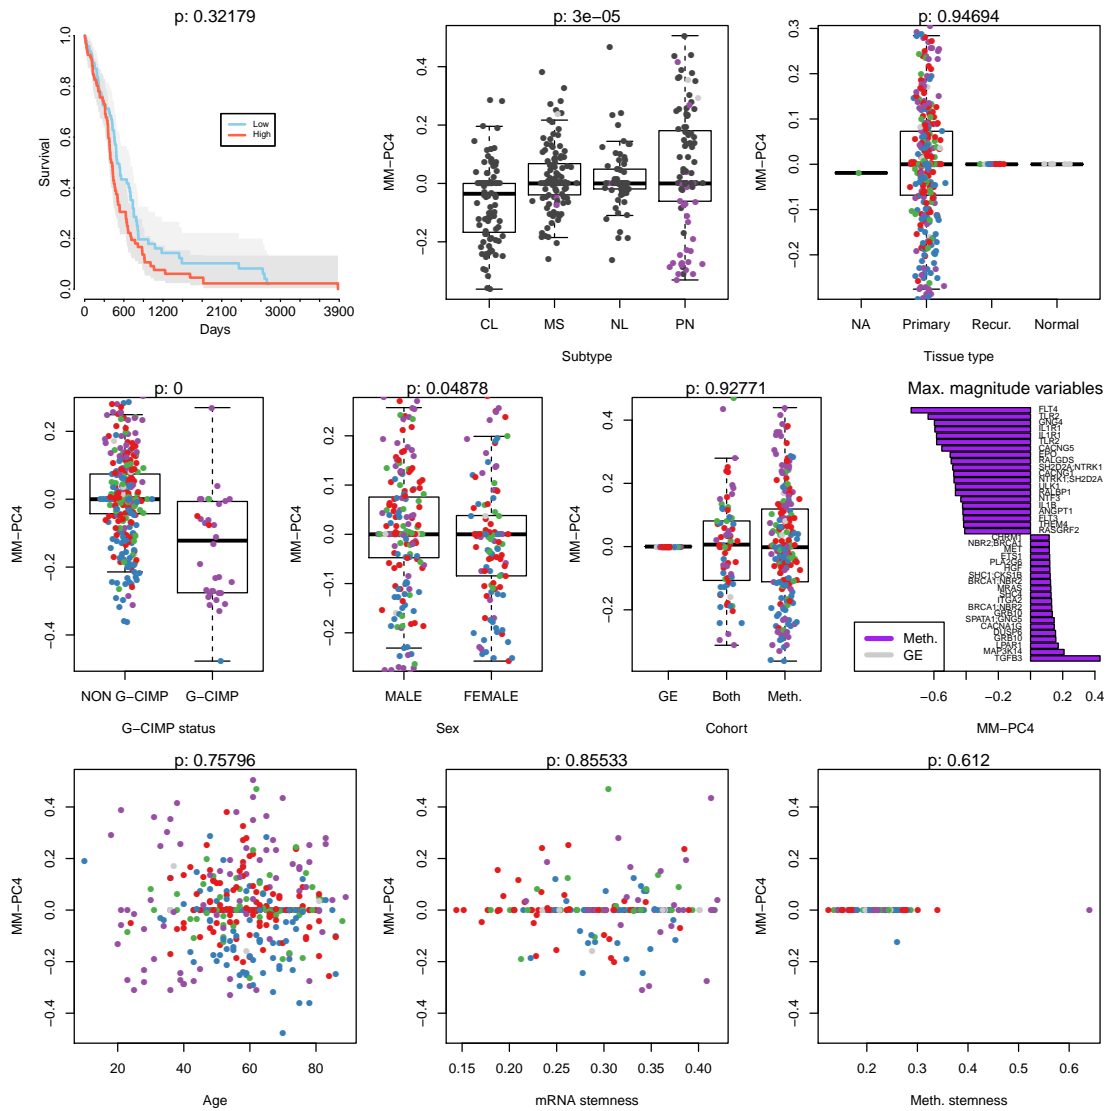 p: 0.32179
Survival
0.0
0.2
0.4
0.6
0.8
1.0
Low
High
0
600
1200
2100
3000
3900
Days
p: 3e−05
MM−PC4
−0.2
0.0
0.2
0.4
CL
MS
NL
PN
Subtype
p: 0.94694
MM−PC4
−0.2
−0.1
0.0
0.1
0.2
0.3
NA
Primary
Recur.
Normal
Tissue type
p: 0
MM−PC4
−0.4
−0.2
0.0
0.2
NON G−CIMP
G−CIMP
G−CIMP status
p: 0.04878
MM−PC4
−0.2
−0.1
0.0
0.1
0.2
MALE
FEMALE
Sex
p: 0.92771
MM−PC4
−0.2
0.0
0.2
0.4
GE
Both
Meth.
Cohort
Max. magnitude variables
FLT4
TLR2
GNG4
IL1R1
IL1R1
TLR2
CACNG5
EPO
RALGDS
SH2D2A;NTRK1
CACNG1
NTRK1;SH2D2A
ULK1
RALBP1
NTF3
IL1B
ANGPT1
FLT3
THEM4
RASGRF2
CHRM1
NBR2;BRCA1
MET
ETS1
PLA2G6
HGF
SHC1;CKS1B
BRCA1;NBR2
MRAS
SHC4
ITGA2
BRCA1;NBR2
GRB10
SPATA1;GNG5
CACNA1G
DUSP6
GRB10
LPAR1
MAP3K14
TGFB3
Meth.
GE
−0.6
−0.2
0.2
0.4
MM−PC4
p: 0.75796
MM−PC4
−0.4
−0.2
0.0
0.2
0.4
20
40
60
80
Age
p: 0.85533
MM−PC4
−0.4
−0.2
0.0
0.2
0.4
0.15
0.20
0.25
0.30
0.35
0.40
mRNA stemness
p: 0.612
MM−PC4
−0.4
−0.2
0.0
0.2
0.4
0.2
0.3
0.4
0.5
0.6
Meth. stemness